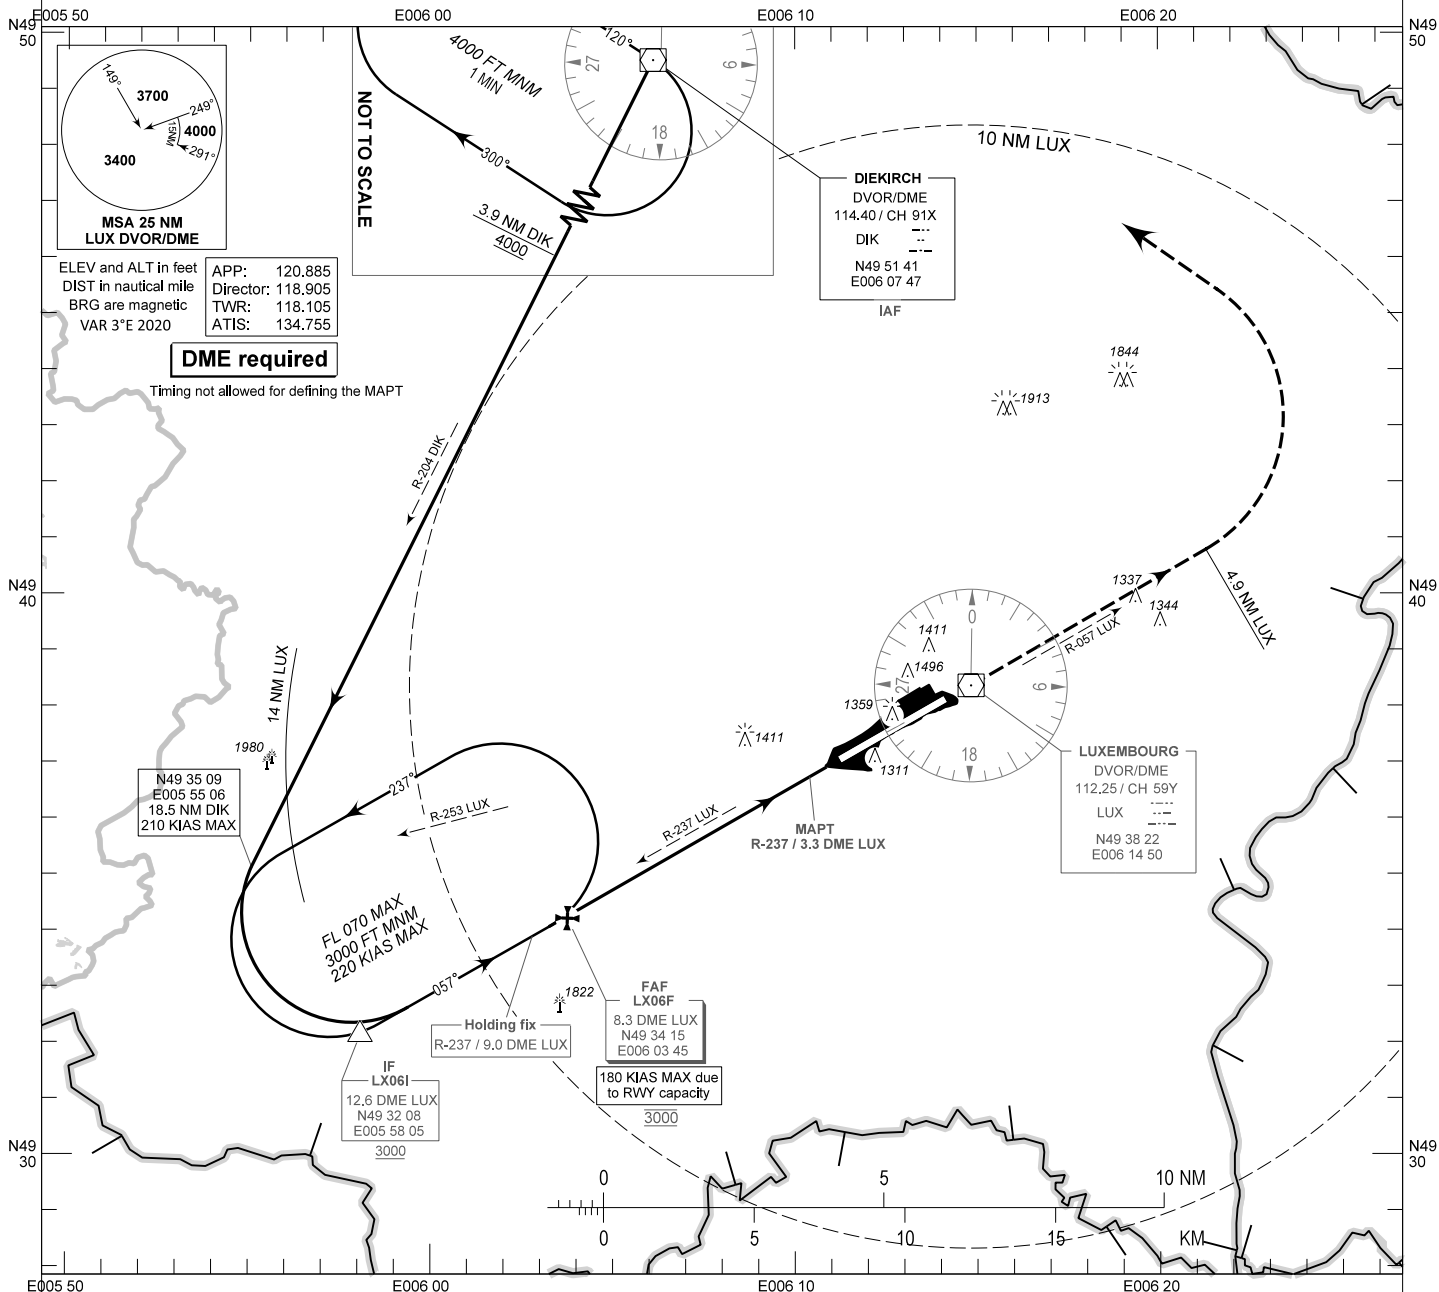 E005 50
E006 00
E006 10
E006 20
N49
50
N49
50
149°
3700
249°
15NM
4000
291°
3400
MSA 25 NM
LUX DVOR/DME
ELEV and ALT in feet
DIST in nautical mile
BRG are magnetic
VAR 3°E 2020
APP: 120.885
Director: 118.905
TWR: 118.105
ATIS: 134.755
DME required
Timing not allowed for defining the MAPT
NOT TO SCALE
4000 FT MNM
1 MIN
120°
300°
27
9
18
3.9 NM DIK
4000
DIEKIRCH
DVOR/DME
114.40 / CH 91X
DIK
N49 51 41
E006 07 47
IAF
10 NM LUX
1844
1913
R-204 DIK
N49
40
N49
40
14 NM LUX
1980
N49 35 09
E005 55 06
18.5 NM DIK
210 KIAS MAX
237°
R-253 LUX
1411
1411
1496
1359
1311
0
27
9
18
1337
1344
R-057 LUX
4.9 NM LUX
LUXEMBOURG
DVOR/DME
112.25 / CH 59Y
LUX
N49 38 22
E006 14 50
R-237 LUX
MAPT
R-237 / 3.3 DME LUX
FL 070 MAX
3000 FT MNM
220 KIAS MAX
057°
1822
Holding fix
R-237 / 9.0 DME LUX
FAF
LX06F
8.3 DME LUX
N49 34 15
E006 03 45
180 KIAS MAX due
to RWY capacity
3000
IF
LX06I
12.6 DME LUX
N49 32 08
E005 58 05
3000
N49
30
N49
30
0
5
10 NM
0
5
10
15
KM
E005 50
E006 00
E006 10
E006 20